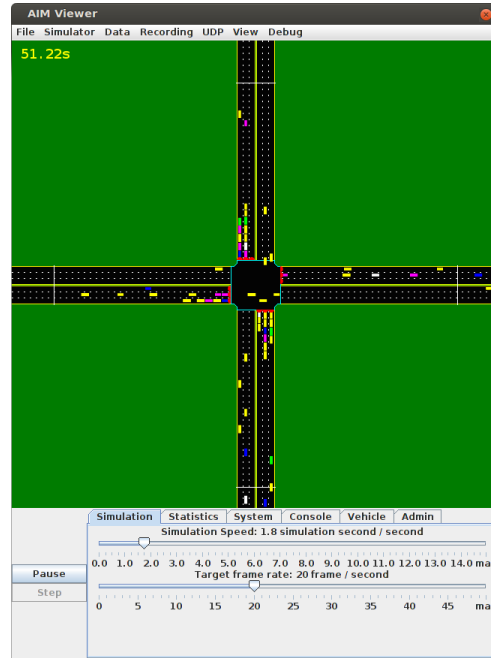 AIM Viewer
File Simulator Data Recording UDP View Debug
51.22s
Simulation Statistics System Console Vehicle Admin
Simulation Speed: 1.8 simulation second / second
0.0 1.0 2.0 3.0 4.0 5.0 6.0 7.0 8.0 9.0 10.0 11.0 12.0 13.0 14.0 ma
Pause
Target frame rate: 20 frame / second
Step
0 5 10 15 20 25 30 35 40 45 ma